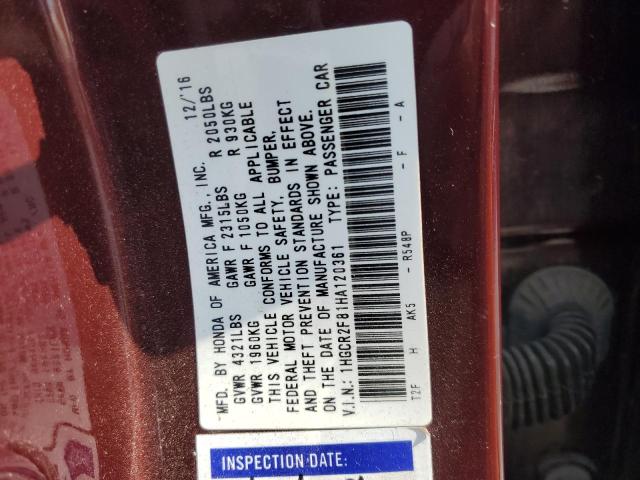 MFD. BY HONDA OF AMERICA MFG., INC. 12/'16
GVWR 4321LBS GAWR F 2315LBS R 2050LBS
GVWR 1960KG GAWR F 1050KG R 930KG
THIS VEHICLE CONFORMS TO ALL APPLICABLE
FEDERAL MOTOR VEHICLE SAFETY, BUMPER,
AND THEFT PREVENTION STANDARDS IN EFFECT
ON THE DATE OF MANUFACTURE SHOWN ABOVE.
V.I.N.: 1HGCR2F81HA120361 TYPE: PASSENGER CAR
T2F H AK5 - R548P - F - A
INSPECTION DATE: